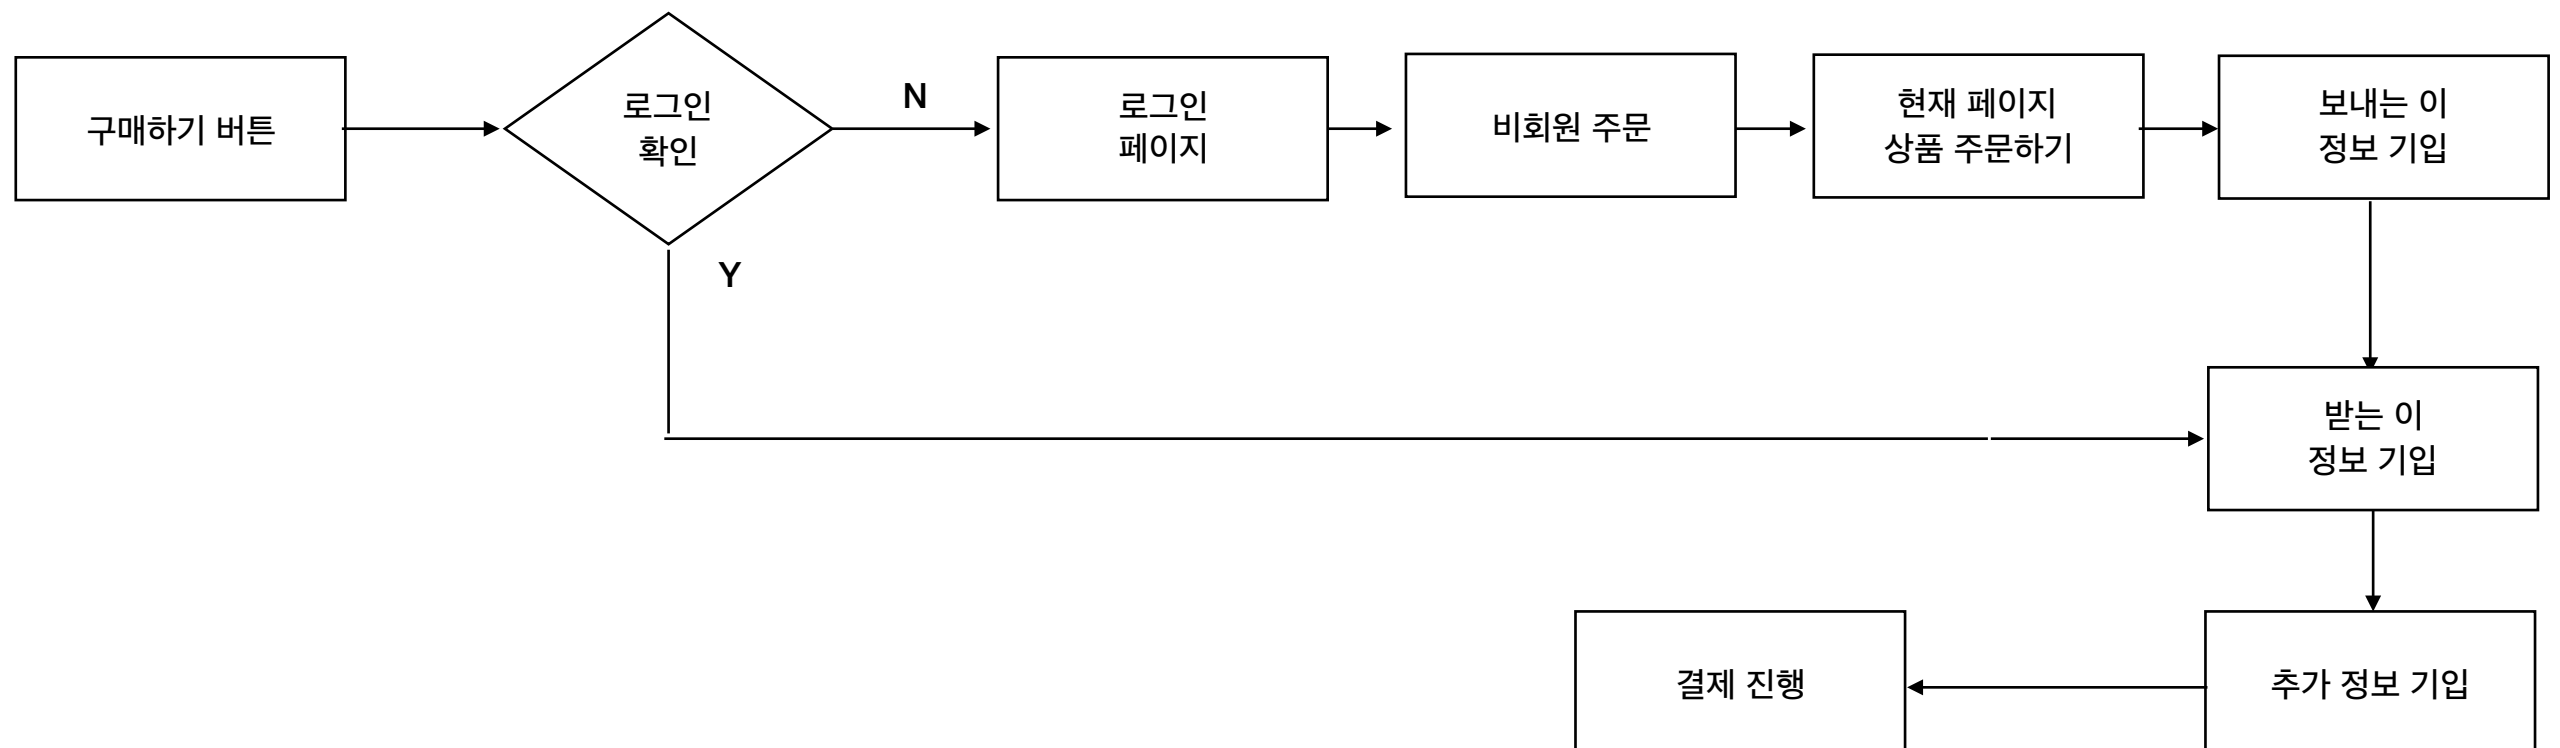 구매하기 버튼
로그인
확인
N
로그인
페이지
비회원 주문
현재 페이지
상품 주문하기
보내는 이
정보 기입
Y
받는 이
정보 기입
추가 정보 기입
결제 진행